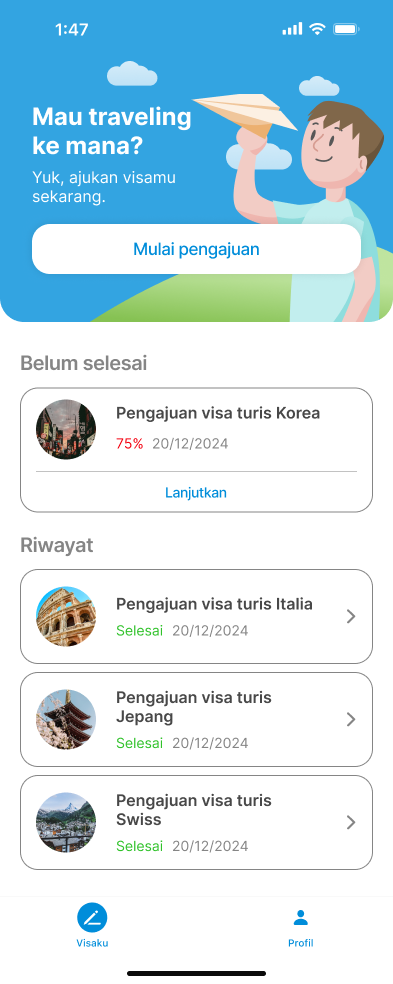 1:47
Mau traveling
ke mana?
Yuk, ajukan visamu
sekarang.
Mulai pengajuan
Belum selesai
Pengajuan visa turis Korea
75% 20/12/2024
Lanjutkan
Riwayat
Pengajuan visa turis Italia
Selesai 20/12/2024
Pengajuan visa turis
Jepang
Selesai 20/12/2024
Pengajuan visa turis
Swiss
Selesai 20/12/2024
Visaku Profil